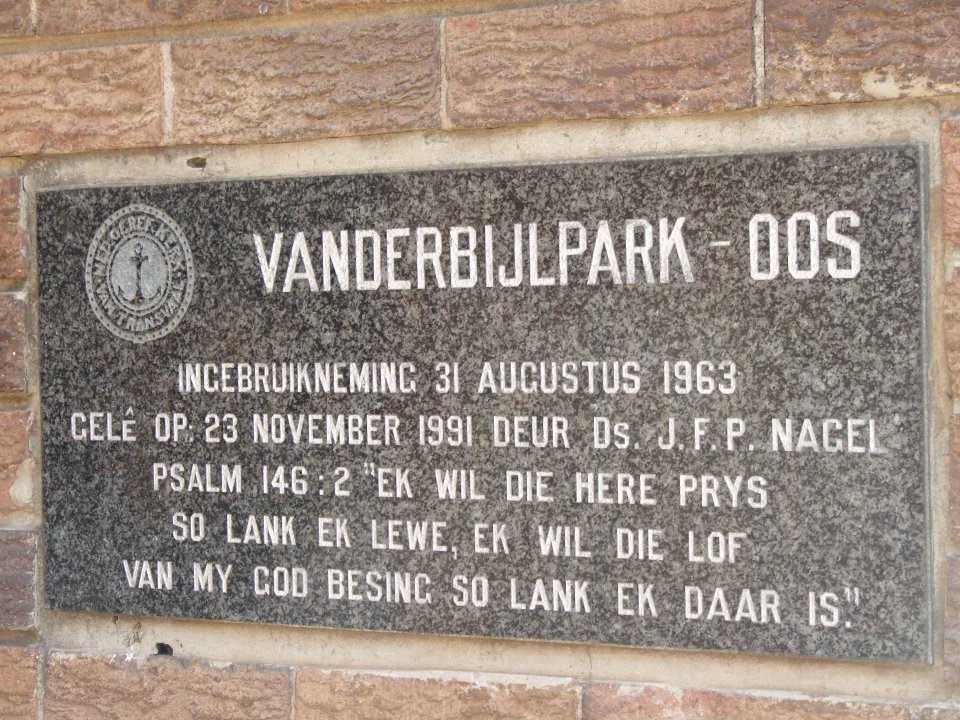 VANDERBIJLPARK - OOS
INGEBRUIKNEMING 31 AUGUSTUS 1963
GELÊ OP: 23 NOVEMBER 1991 DEUR DS. J.F.P. NAGEL
PSALM 146:2 "EK WIL DIE HERE PRYS
SO LANK EK LEWE, EK WIL DIE LOF
VAN MY GOD BESING SO LANK EK DAAR IS."
VAN TRANSVAAL